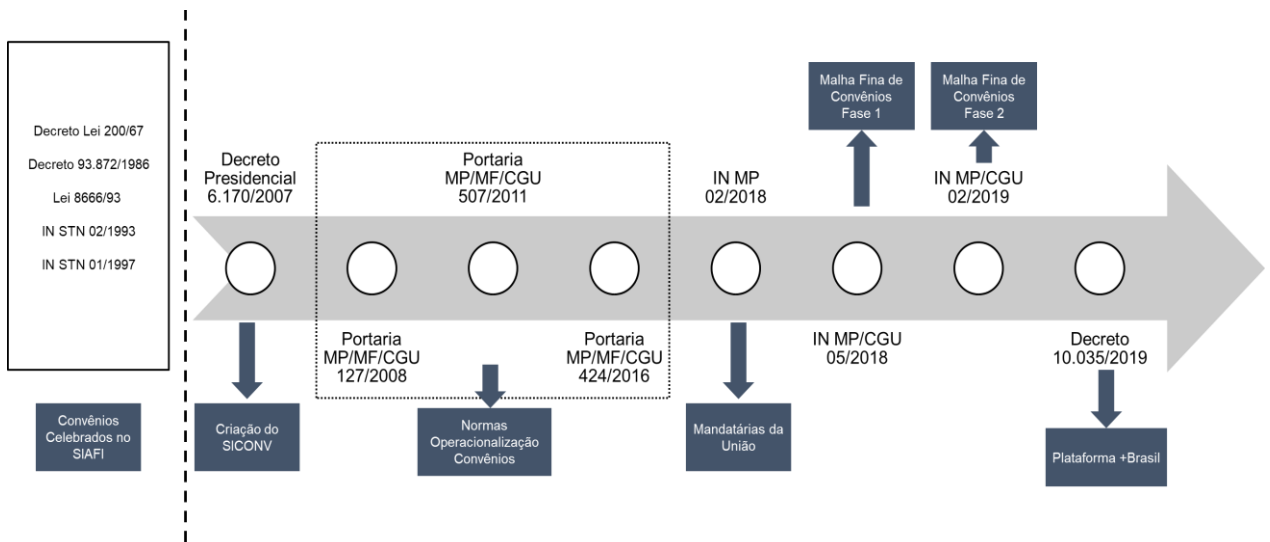 Decreto Lei 200/67
Decreto 93.872/1986
Lei 8666/93
IN STN 02/1993
IN STN 01/1997
Convênios
Celebrados no
SIAFI
Decreto
Presidencial
6.170/2007
Criação do
SICONV
Portaria
MP/MF/CGU
127/2008
Portaria
MP/MF/CGU
507/2011
Normas
Operacionalização
Convênios
Portaria
MP/MF/CGU
424/2016
IN MP
02/2018
Mandatárias da
União
Malha Fina de
Convênios
Fase 1
IN MP/CGU
05/2018
Malha Fina de
Convênios
Fase 2
IN MP/CGU
02/2019
Decreto
10.035/2019
Plataforma +Brasil